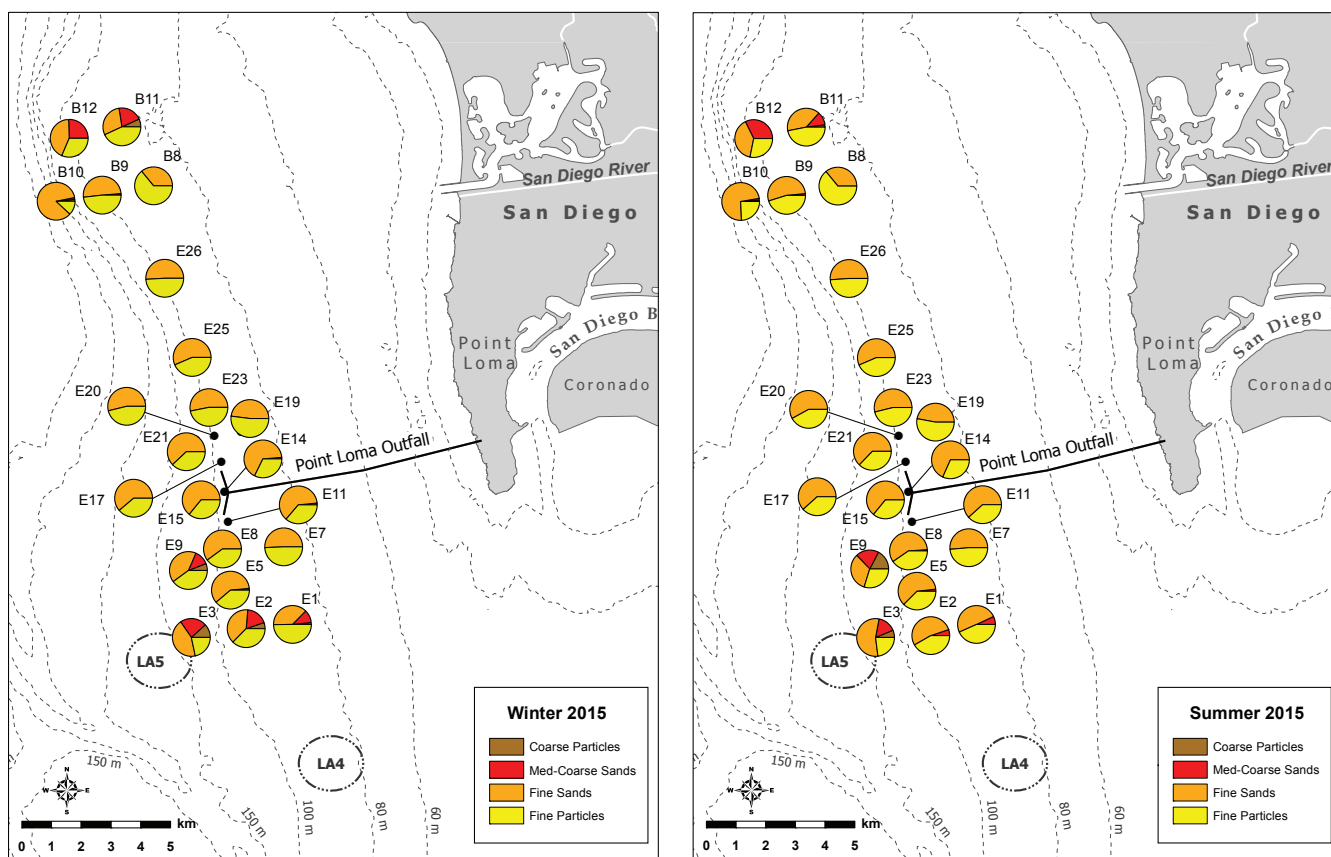 B12
B11
B10
B9
B8
San Diego River
San Diego
E26
E25
Point
Loma
San Diego B
Coronado
E20
E23
E19
E21
E14
Point Loma Outfall
E17
E15
E11
E9
E8
E7
E5
E3
E2
E1
LA5
LA4
150 m
150 m
100 m
80 m
60 m
Winter 2015
Coarse Particles
Med-Coarse Sands
Fine Sands
Fine Particles
N
W E
S
km
0 1 2 3 4 5
B12
B11
B10
B9
B8
San Diego River
San Diego
E26
E25
Point
Loma
San Diego
Coronado
E20
E23
E19
E21
E14
Point Loma Outfall
E17
E15
E11
E9
E8
E7
E5
E3
E2
E1
LA5
LA4
150 m
150 m
100 m
80 m
60 m
Summer 2015
Coarse Particles
Med-Coarse Sands
Fine Sands
Fine Particles
N
W E
S
km
0 1 2 3 4 5